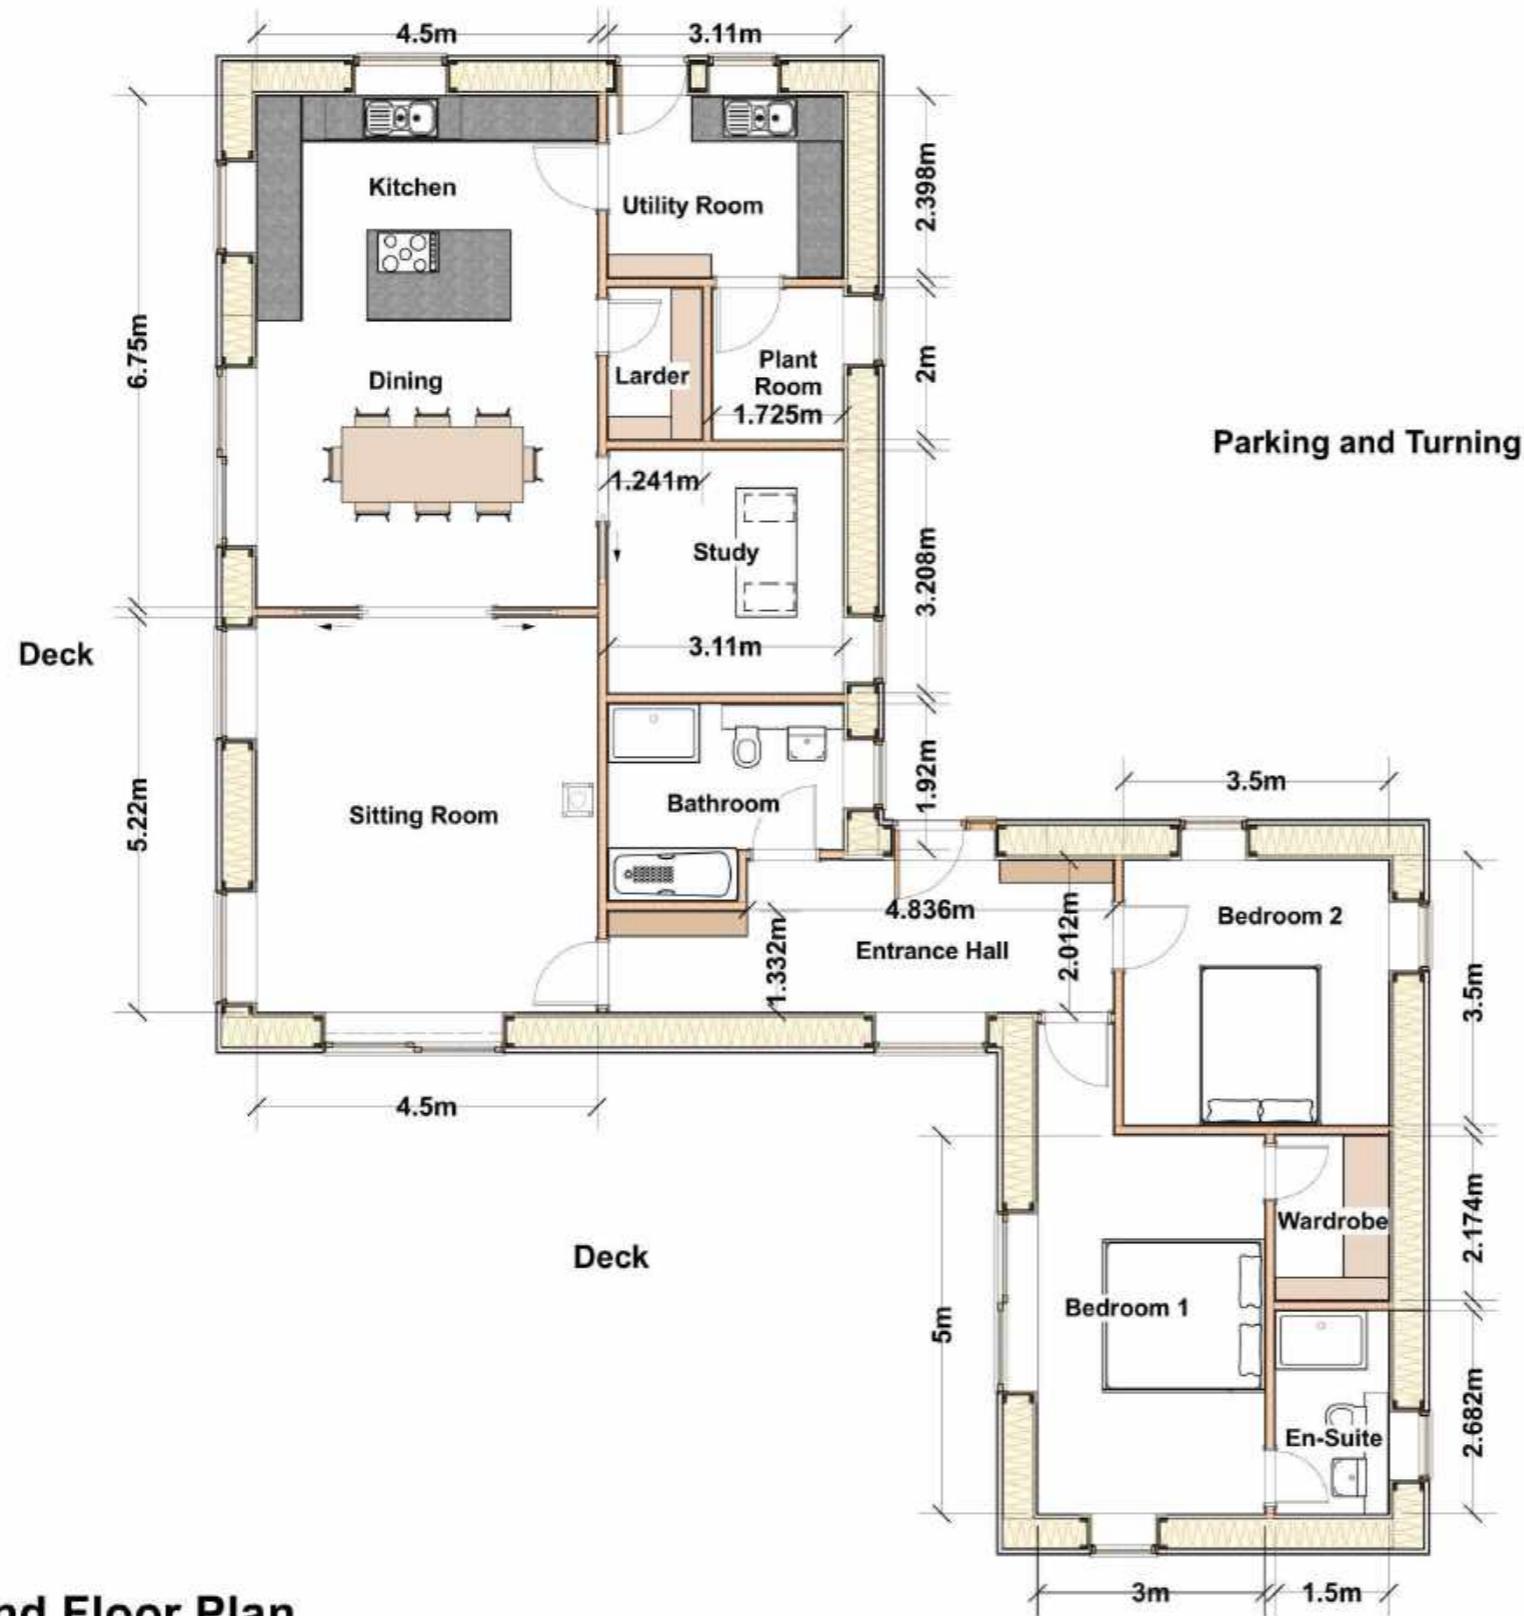 4.5m
3.11m
Kitchen
Utility Room
2.398m
6.75m
Dining
Larder
Plant
Room
1.725m
2m
Parking and Turning
1.241m
Study
3.208m
3.11m
Deck
Sitting Room
5.22m
Bathroom
1.92m
3.5m
4.836m
Entrance Hall
1.332m
2.012m
Bedroom 2
3.5m
4.5m
Deck
5m
Wardrobe
2.174m
Bedroom 1
En-Suite
2.682m
3m
1.5m
Floor Plan